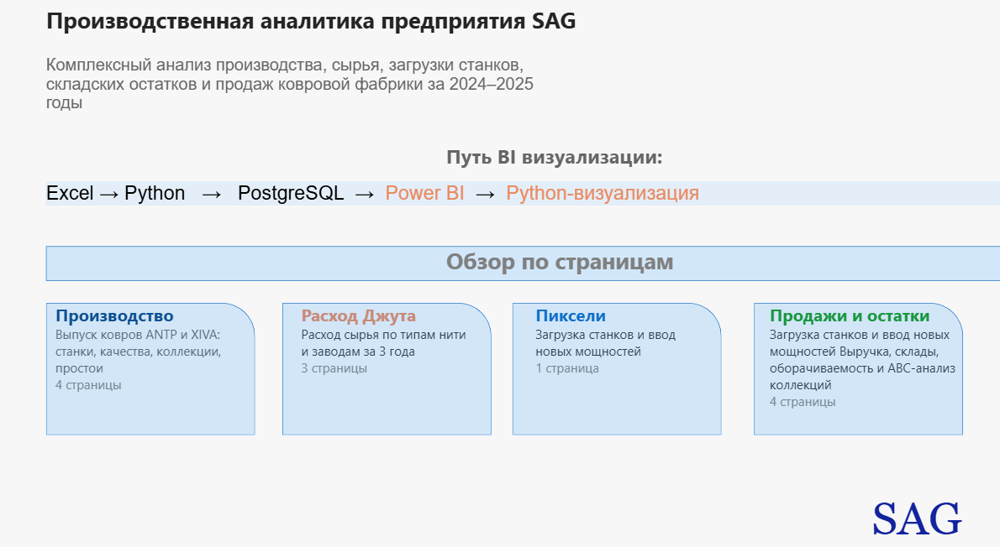 Производственная аналитика предприятия SAG
Комплексный анализ производства, сырья, загрузки станков,
складских остатков и продаж ковровой фабрики за 2024–2025
годы
Путь BI визуализации:
Excel → Python → PostgreSQL → Power BI → Python-визуализация
Обзор по страницам
Производство
Выпуск ковров ANTP и XIVA:
станки, качества, коллекции,
простои
4 страницы
Расход Джута
Расход сырья по типам нити
и заводам за 3 года
3 страницы
Пиксели
Загрузка станков и ввод
новых мощностей
1 страница
Продажи и остатки
Загрузка станков и ввод новых
мощностей Выручка, склады,
оборачиваемость и ABC-анализ
коллекций
4 страницы
SAG